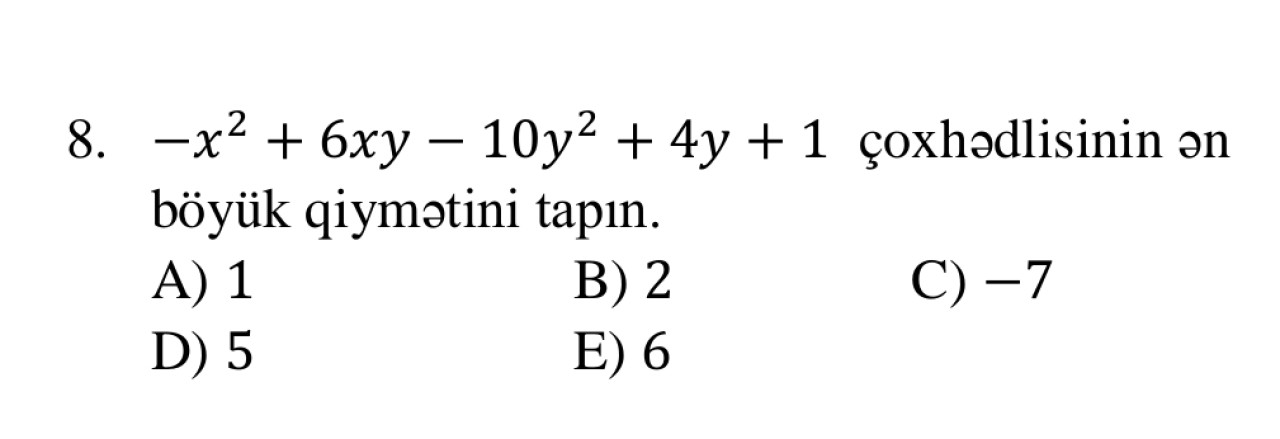 8. −x² + 6xy − 10y² + 4y + 1 çoxhədlisinin ən
böyük qiymətini tapın.
A) 1 B) 2 C) −7
D) 5 E) 6